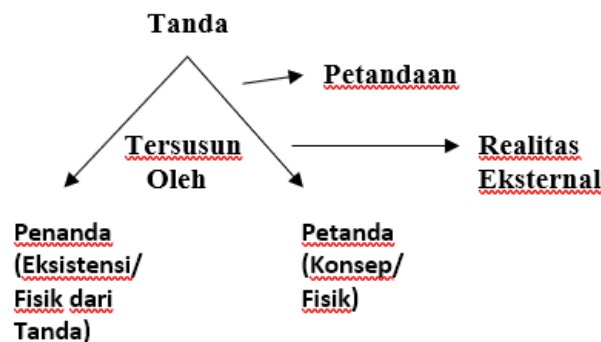 Tanda
Petandaan
Tersusun
Oleh
Realitas
Eksternal
Penanda
(Eksistensi/
Fisik dari
Tanda)
Petanda
(Konsep/
Fisik)